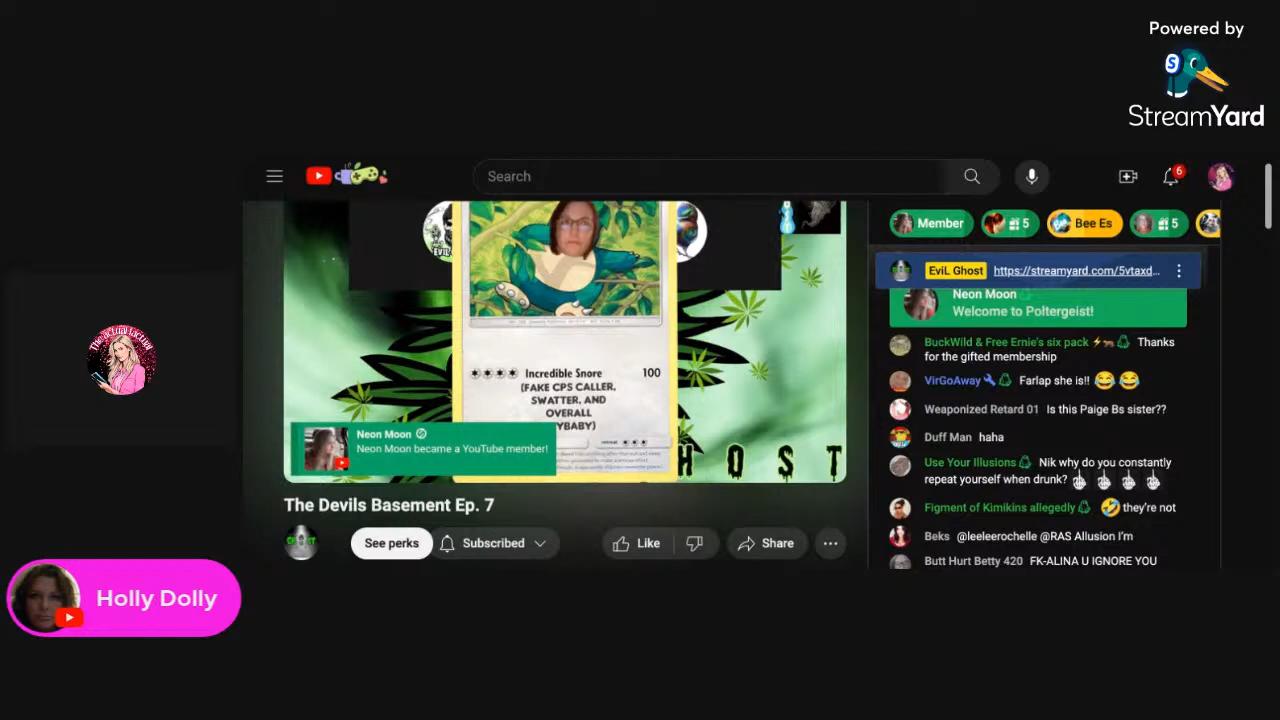 Powered by
StreamYard
Search
6
Member
5
Bee Es
5
EviL Ghost https://streamyard.com/5vtaxd...
Neon Moon
Welcome to Poltergeist!
BuckWild & Free Ernie's six pack Thanks
for the gifted membership
VirGoAway Farlap she is!!
Weaponized Retard 01 Is this Paige Bs sister??
Duff Man haha
Use Your Illusions Nik why do you constantly
repeat yourself when drunk?
Figment of Kimikins allegedly they're not
Beks @leeleerochelle @RAS Allusion I'm
Butt Hurt Betty 420 FK-ALINA U IGNORE YOU
Incredible Snore 100
(FAKE CPS CALLER,
SWATTER, AND
OVERALL
YBABY)
retreat
HOST
Neon Moon
Neon Moon became a YouTube member!
The Devils Basement Ep. 7
See perks
Subscribed
Like
Share
The actual factual
Holly Dolly